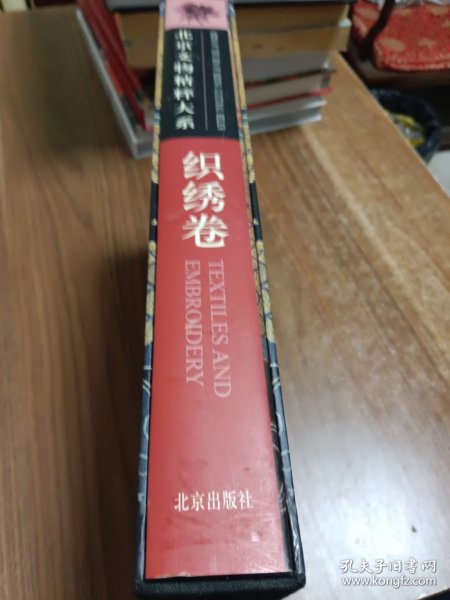 北京文物精粹大系
织绣卷
TEXTILES AND
EMBROIDERY
北京出版社
孔夫子旧书网
www.kongfz.com